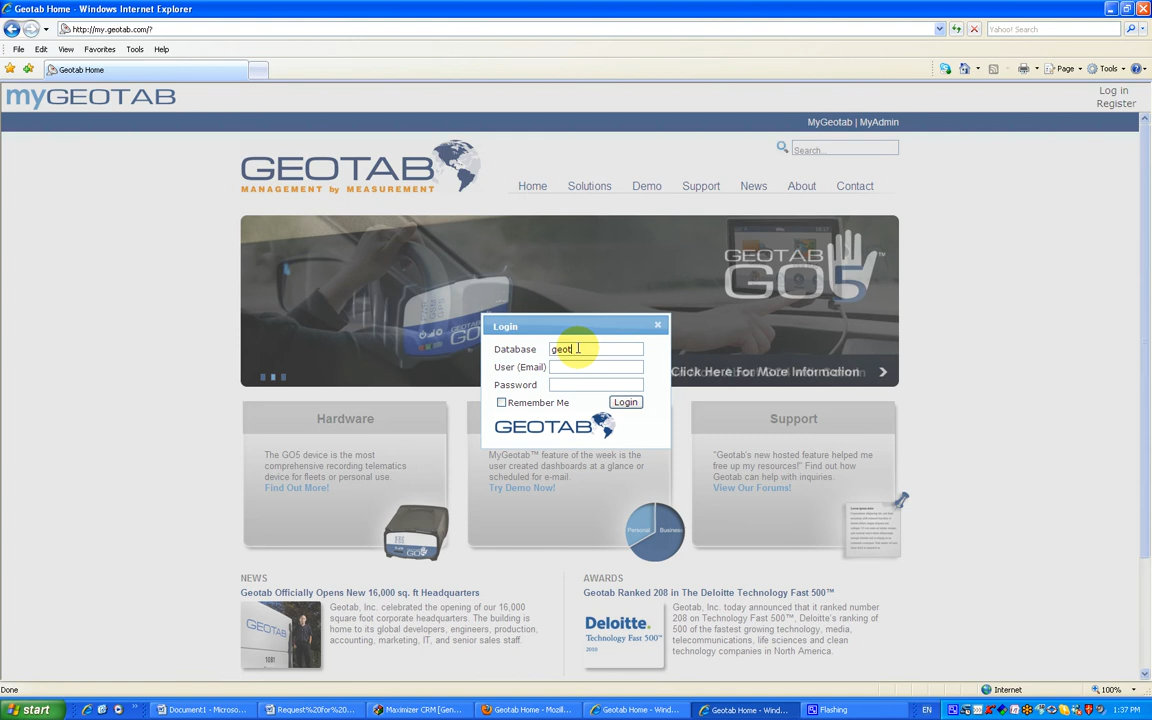 Geotab Home - Windows Internet Explorer
http://my.geotab.com/?
Yahoo! Search
File Edit View Favorites Tools Help
Geotab Home
Page Tools
myGEOTAB
Log in
Register
MyGeotab | MyAdmin
GEOTAB
MANAGEMENT by MEASUREMENT
Search...
Home Solutions Demo Support News About Contact
GEOTAB
GO5
Click Here For More Information
Login
Database geot
User (Email)
Password
Remember Me Login
GEOTAB
Hardware
The GO5 device is the most
comprehensive recording telematics
device for fleets or personal use.
Find Out More!
MyGeotab™ feature of the week is the
user created dashboards at a glance or
scheduled for e-mail.
Try Demo Now!
Personal Business
Support
"Geotab's new hosted feature helped me
free up my resources!" Find out how
Geotab can help with inquiries.
View Our Forums!
NEWS
Geotab Officially Opens New 16,000 sq. ft Headquarters
Geotab, Inc. celebrated the opening of our 16,000
square foot corporate headquarters. The building is
home to its global developers, engineers, production,
accounting, marketing, IT, and senior sales staff.
GEOTAB
AWARDS
Geotab Ranked 208 in The Deloitte Technology Fast 500™
Deloitte.
Technology Fast 500™
Geotab, Inc. today announced that it ranked number
208 on Technology Fast 500™, Deloitte's ranking of
500 of the fastest growing technology, media,
telecommunications, life sciences and clean
technology companies in North America.
Done Internet 100%
start Document1 - Microso... Request for ... Maximizer CRM [Gen... Geotab Home - Mozill... Geotab Home - Wind... Geotab Home - Wind... Flashing EN 1:37 PM